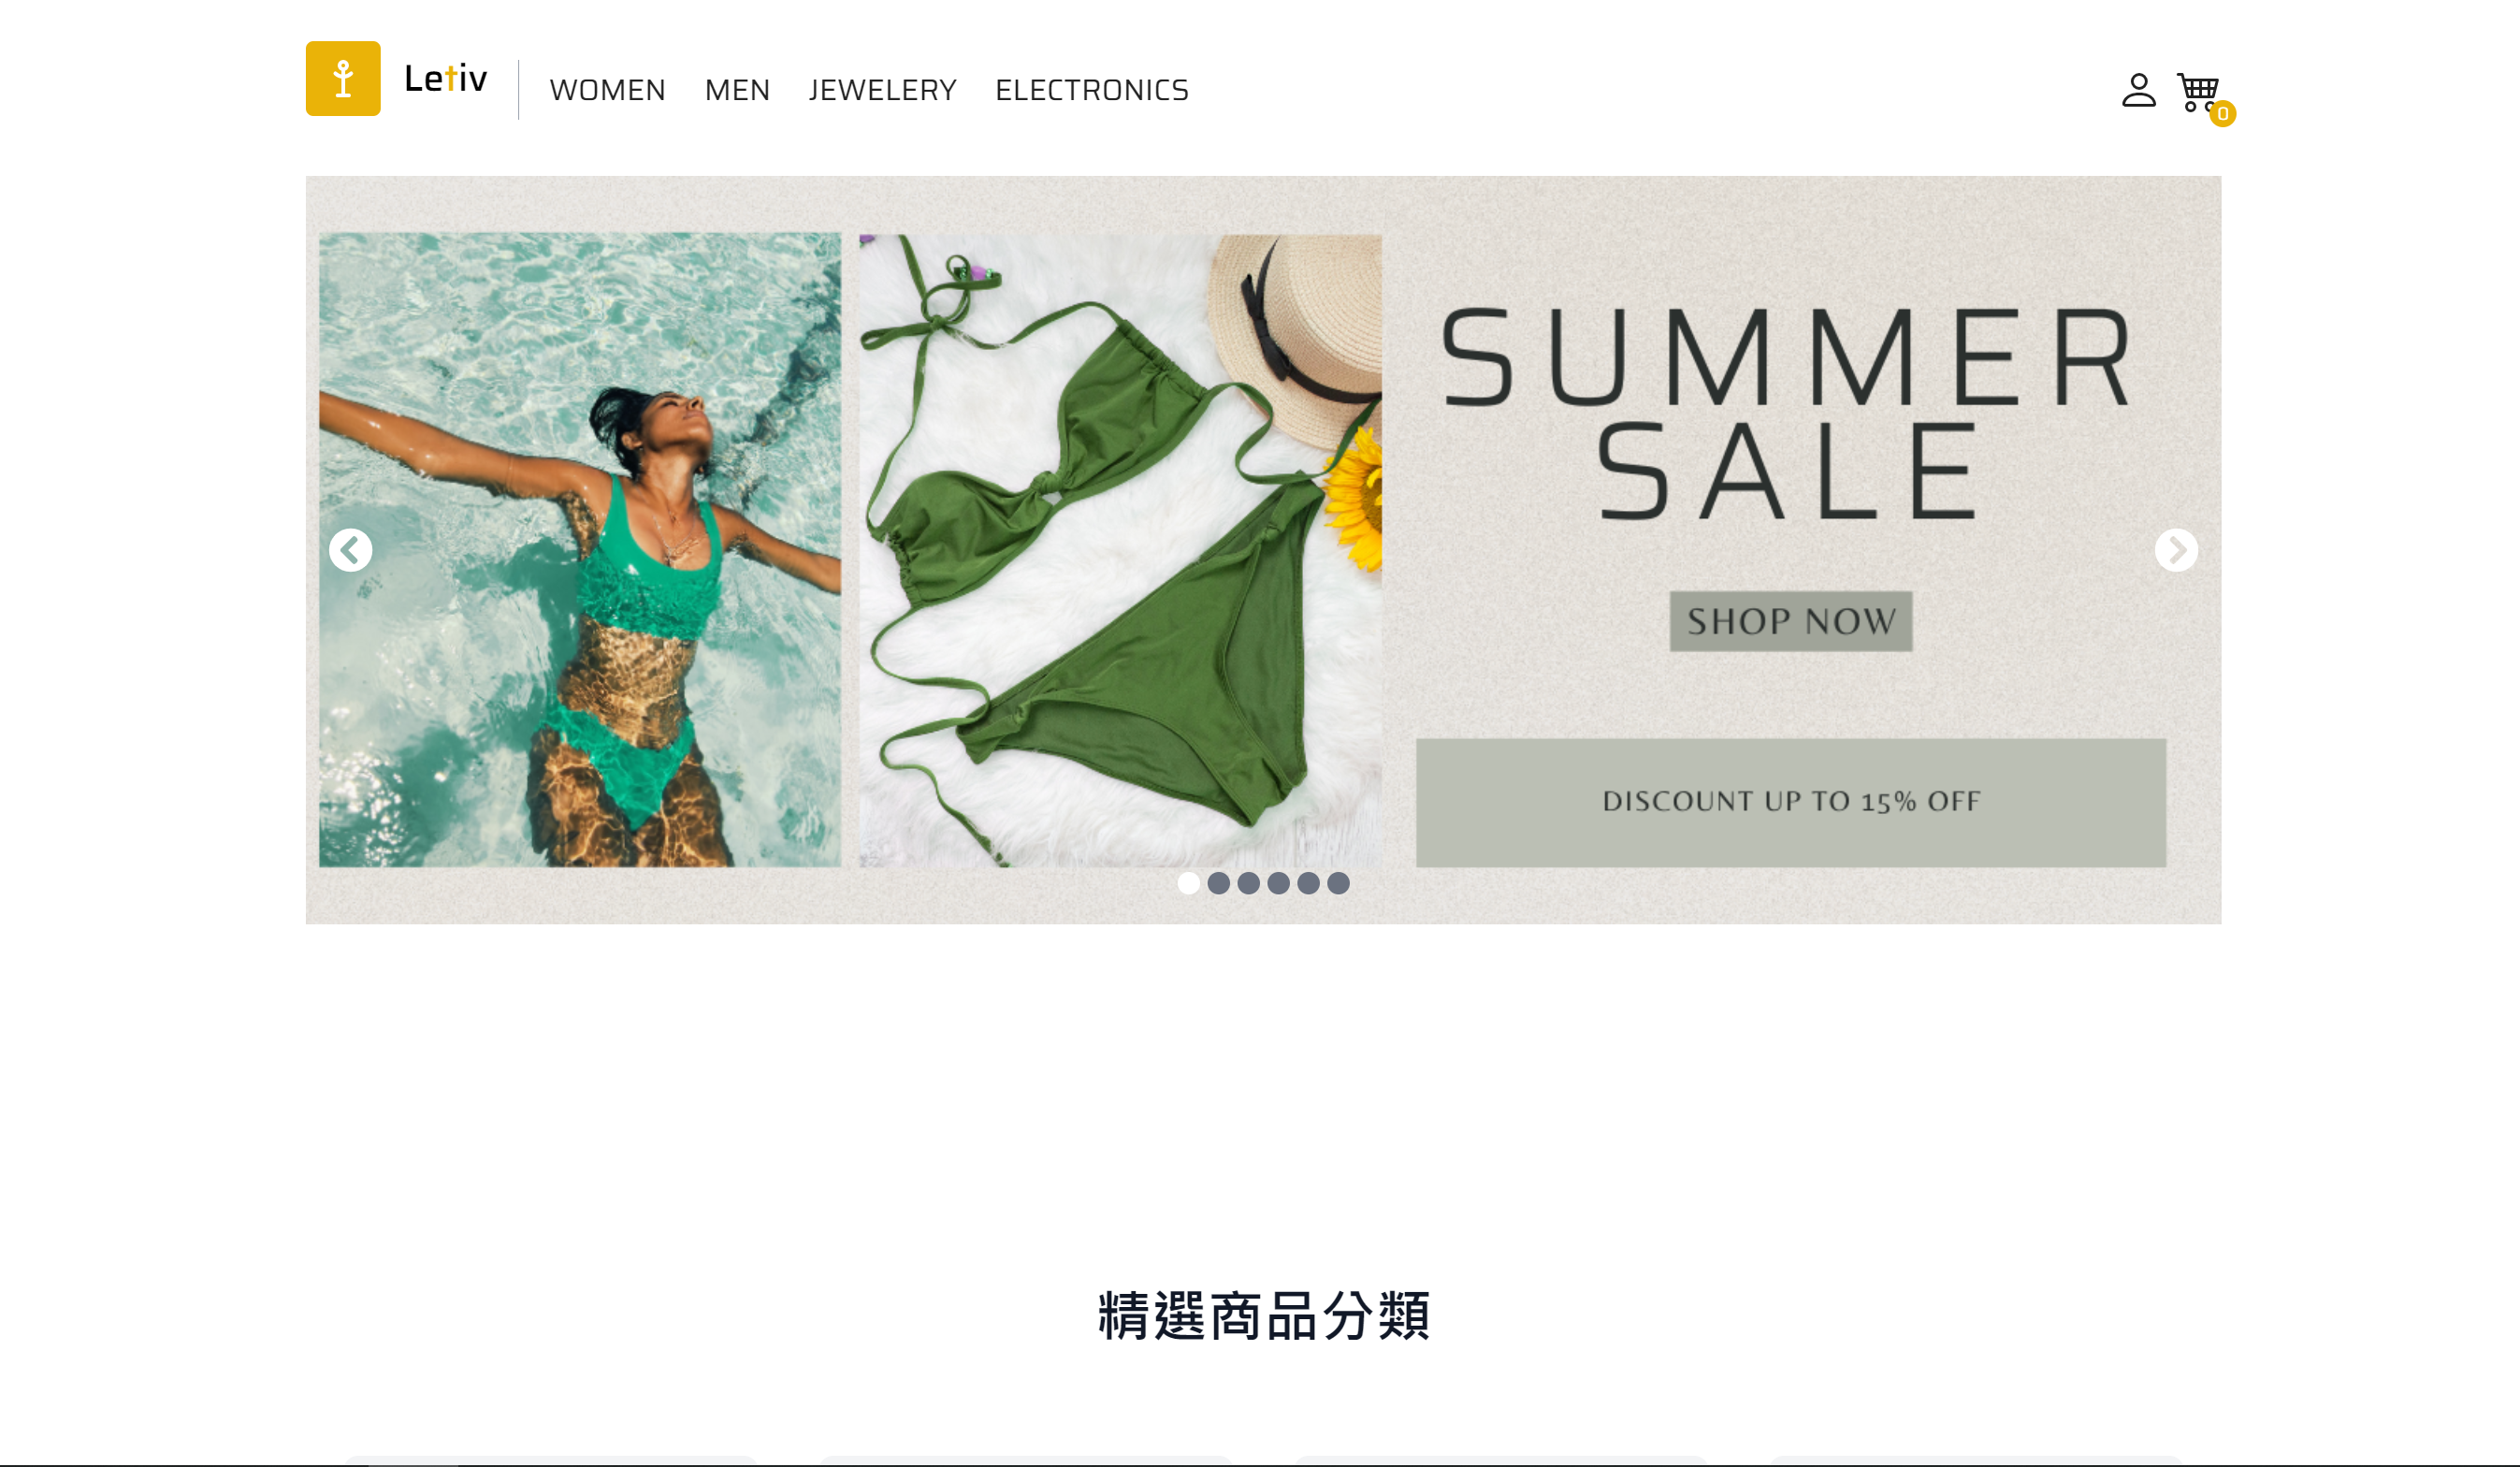 Letiv
WOMEN MEN JEWELERY ELECTRONICS
0
SUMMER
SALE
SHOP NOW
DISCOUNT UP TO 15% OFF
精選商品分類